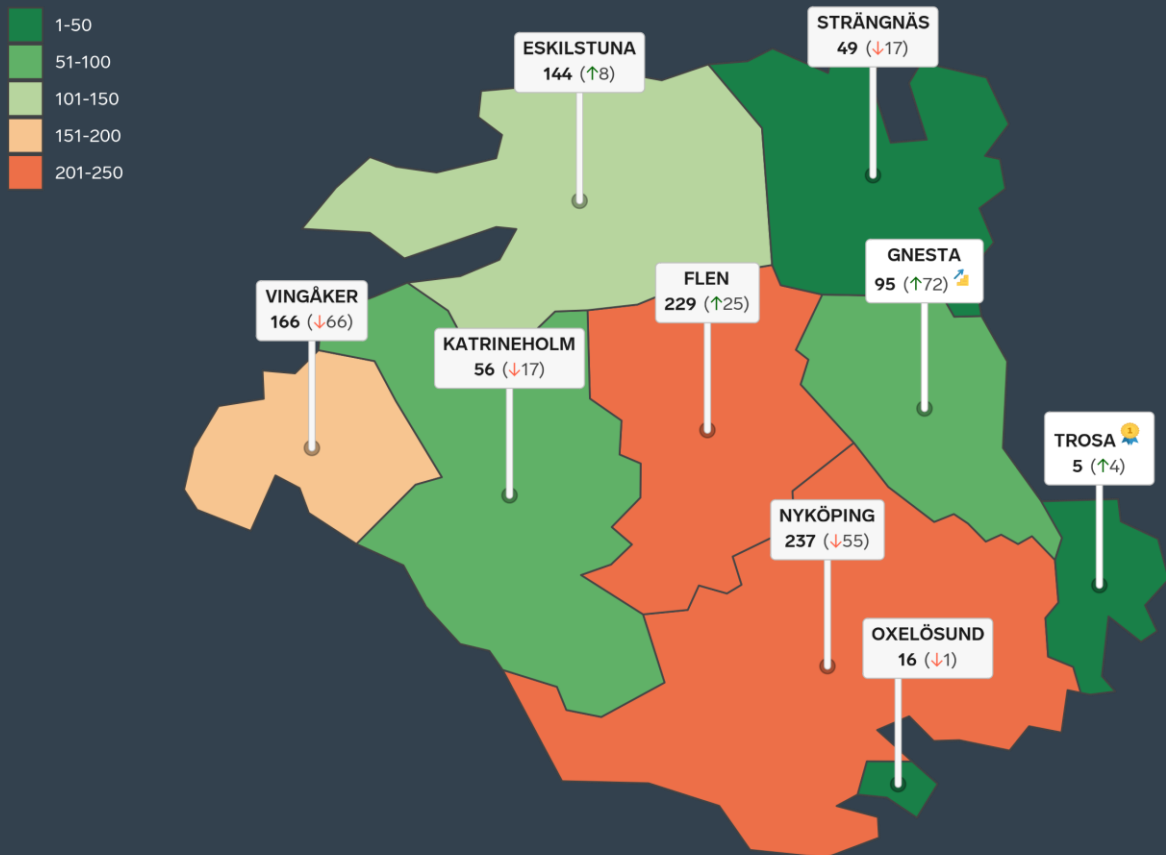 1-50
51-100
101-150
151-200
201-250
STRÄNGNÄS
49 (↓17)
ESKILSTUNA
144 (↑8)
GNESTA
95 (↑72)
FLEN
229 (↑25)
VINGÅKER
166 (↓66)
KATRINEHOLM
56 (↓17)
TROSA
1
5 (↑4)
NYKÖPING
237 (↓55)
OXELÖSUND
16 (↓1)